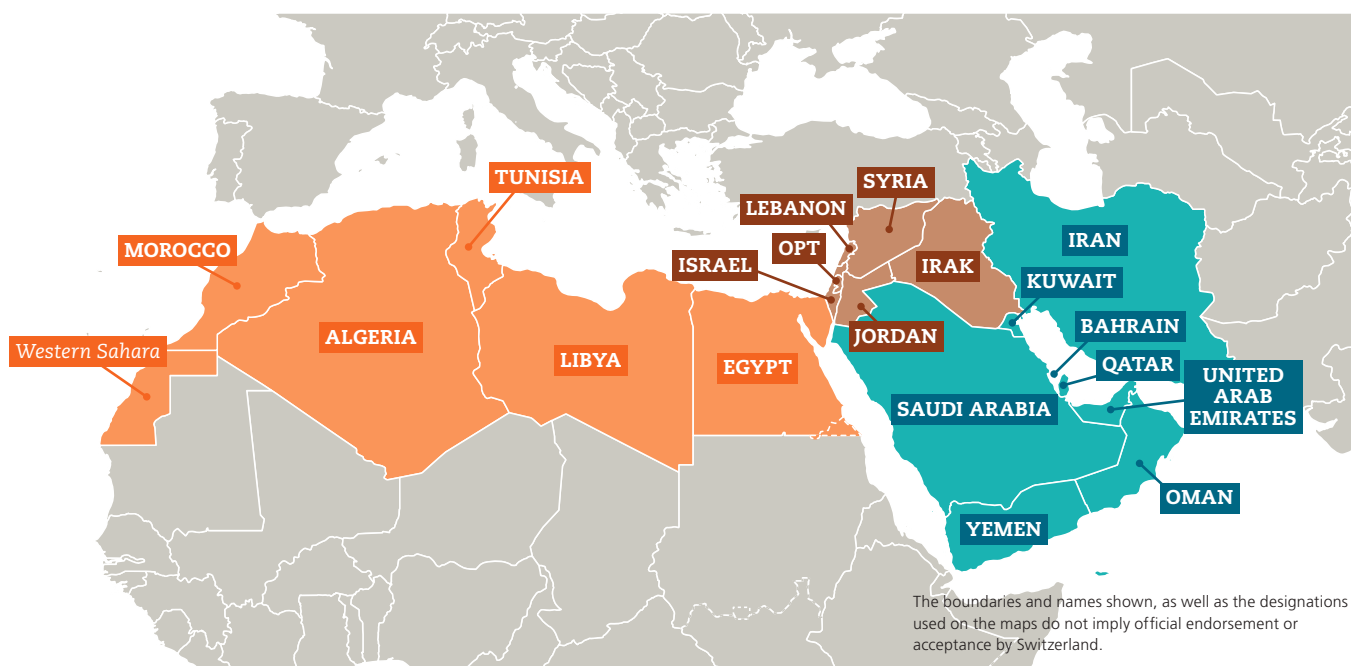 TUNISIA
SYRIA
LEBANON
MOROCCO
OPT
IRAN
ISRAEL
IRAK
KUWAIT
ALGERIA
BAHRAIN
JORDAN
Western Sahara
LIBYA
EGYPT
QATAR
UNITED
ARAB
EMIRATES
SAUDI ARABIA
OMAN
YEMEN
The boundaries and names shown, as well as the designations
used on the maps do not imply official endorsement or
acceptance by Switzerland.